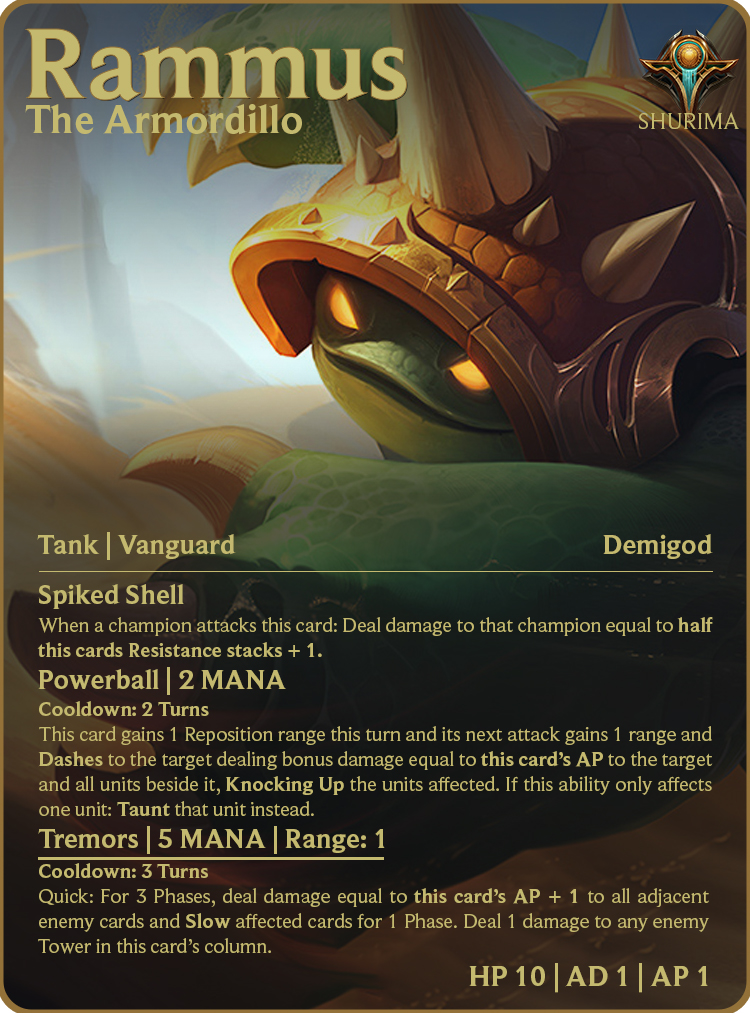 Rammus
The Armordillo
SHURIMA
Tank | Vanguard
Demigod
Spiked Shell
When a champion attacks this card: Deal damage to that champion equal to half
this cards Resistance stacks + 1.
Powerball | 2 MANA
Cooldown: 2 Turns
This card gains 1 Reposition range this turn and its next attack gains 1 range and
Dashes to the target dealing bonus damage equal to this card's AP to the target
and all units beside it, Knocking Up the units affected. If this ability only affects
one unit: Taunt that unit instead.
Tremors | 5 MANA | Range: 1
Cooldown: 3 Turns
Quick: For 3 Phases, deal damage equal to this card's AP + 1 to all adjacent
enemy cards and Slow affected cards for 1 Phase. Deal 1 damage to any enemy
Tower in this card's column.
HP 10 | AD 1 | AP 1